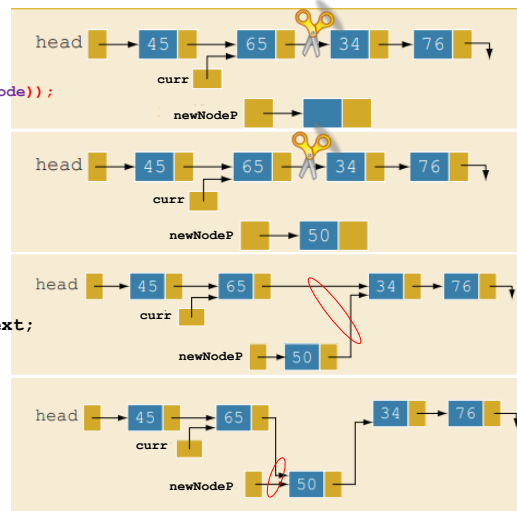 head 45 65 34 76
curr
ode));
newNodeP
head 45 65 34 76
curr
newNodeP 50
head 45 65 34 76
curr
ext;
newNodeP 50
head 45 65 34 76
curr
newNodeP 50